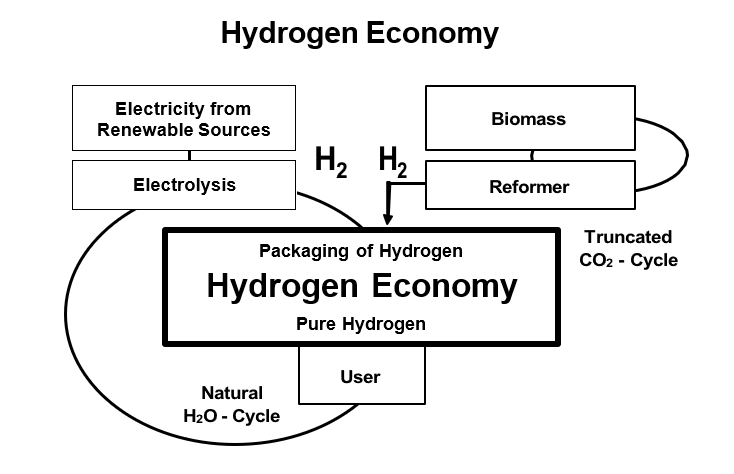 Hydrogen Economy
Electricity from
Renewable Sources
Electrolysis
H₂
H₂
Biomass
Reformer
Truncated
CO₂ - Cycle
Packaging of Hydrogen
Hydrogen Economy
Pure Hydrogen
User
Natural
H₂O - Cycle